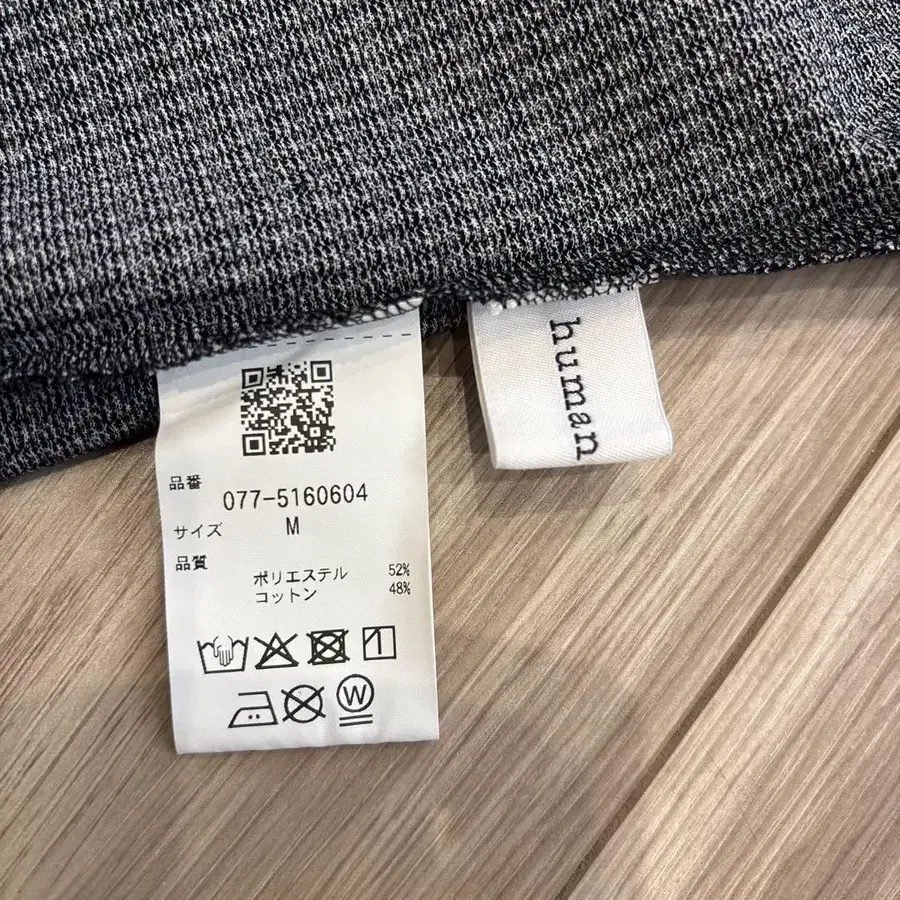 品番
077-5160604
サイズ
M
品質
ポリエステル 52%
コットン 48%
W
human